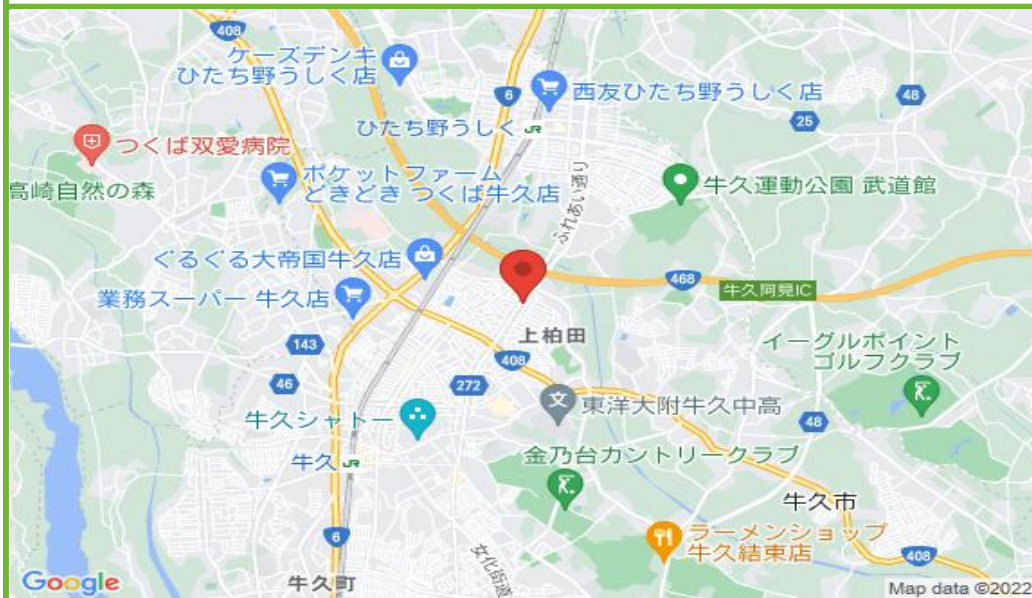 408
ケーズデンキ
ひたち野うしく店
6
西友ひたち野うしく店
48
ひたち野うしく JR
25
つくば双愛病院
ポケットファーム
どきどき つくば牛久店
高崎自然の森
ふれあい通り
牛久運動公園 武道館
ぐるぐる大帝国牛久店
468
牛久阿見IC
業務スーパー 牛久店
上柏田
143
408
イーグルポイント
ゴルフクラブ
46
272
牛久シャトー
東洋大附牛久中高
48
牛久 JR
金乃台カントリークラブ
牛久市
6
女化街道
ラーメンショップ
牛久結束店
408
牛久町
Google
Map data ©2022